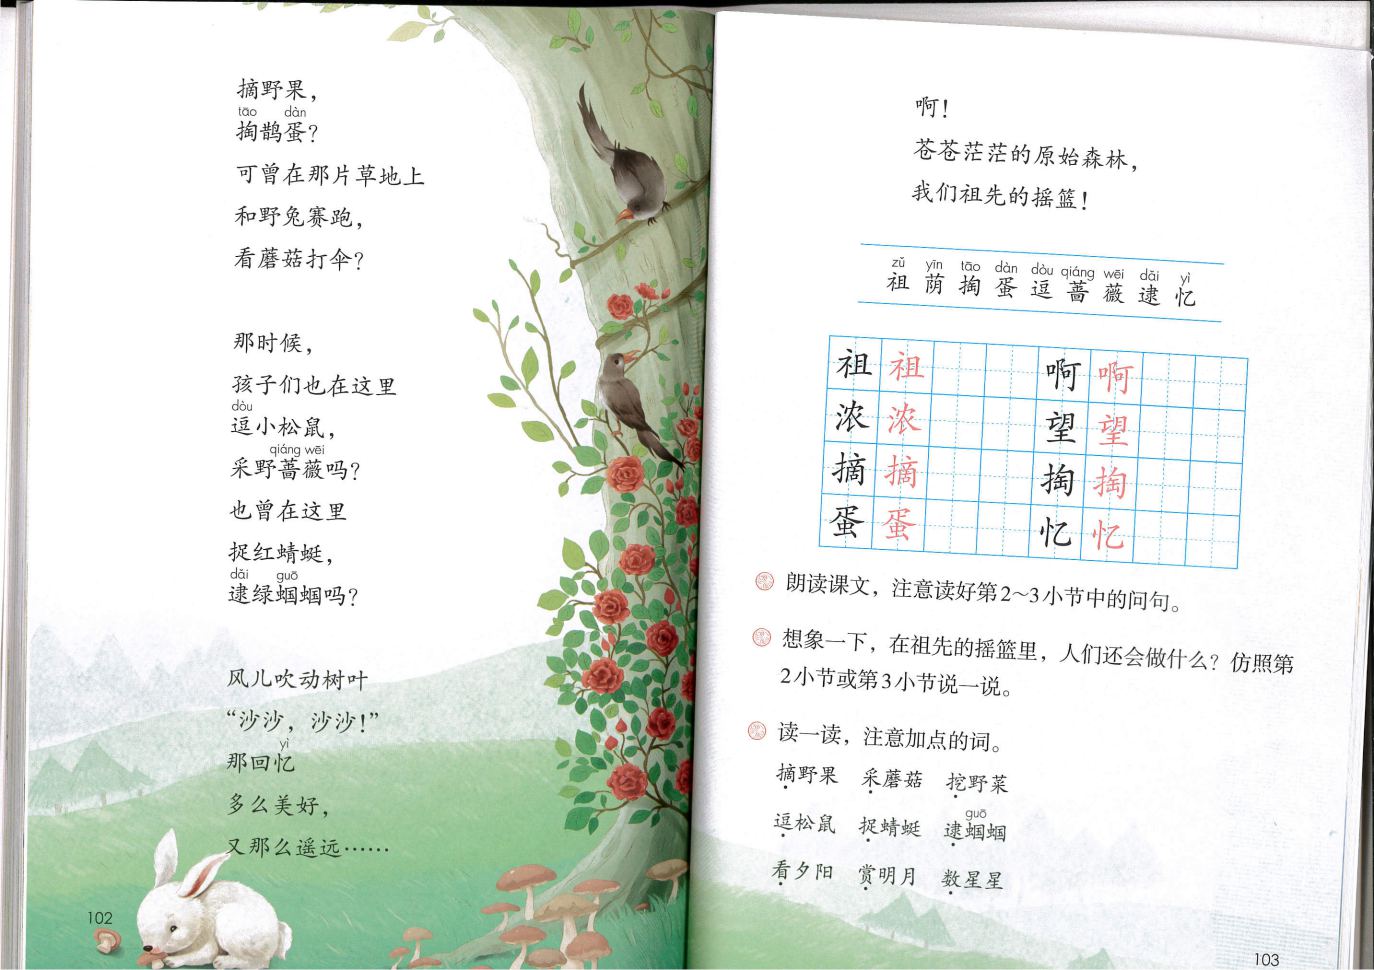 摘野果，
tāo dàn
掏鹊蛋？
可曾在那片草地上
和野兔赛跑，
看蘑菇打伞？
那时候，
孩子们也在这里
dòu
逗小松鼠，
qiáng wēi
采野蔷薇吗？
也曾在这里
捉红蜻蜓，
dǎi guō
逮绿蝈蝈吗？
风儿吹动树叶
“沙沙，沙沙！”
yì
那回忆
多么美好，
又那么遥远……
102
啊！
苍苍茫茫的原始森林，
我们祖先的摇篮！
zǔ yīn tāo dàn dòu qiáng wēi dǎi yì
祖 荫 掏 蛋 逗 蔷 薇 逮 忆
祖 祖 啊 啊
浓 浓 望 望
摘 摘 掏 掏
蛋 蛋 忆 忆
朗读课文，注意读好第2～3小节中的问句。
想象一下，在祖先的摇篮里，人们还会做什么？仿照第
2小节或第3小节说一说。
读一读，注意加点的词。
摘野果 采蘑菇 挖野菜
guō
逗松鼠 捉蜻蜓 逮蝈蝈
看夕阳 赏明月 数星星
103